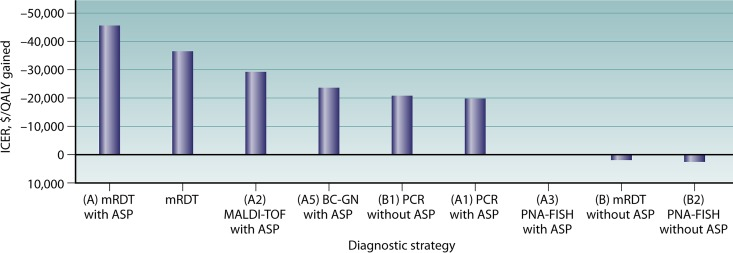 ICER, $/QALY gained
–50,000
–40,000
–30,000
–20,000
–10,000
0
10,000
(A) mRDT
with ASP
mRDT
(A2)
MALDI-TOF
with ASP
(A5) BC-GN
with ASP
(B1) PCR
without ASP
(A1) PCR
with ASP
(A3)
PNA-FISH
with ASP
(B) mRDT
without ASP
(B2)
PNA-FISH
without ASP
Diagnostic strategy